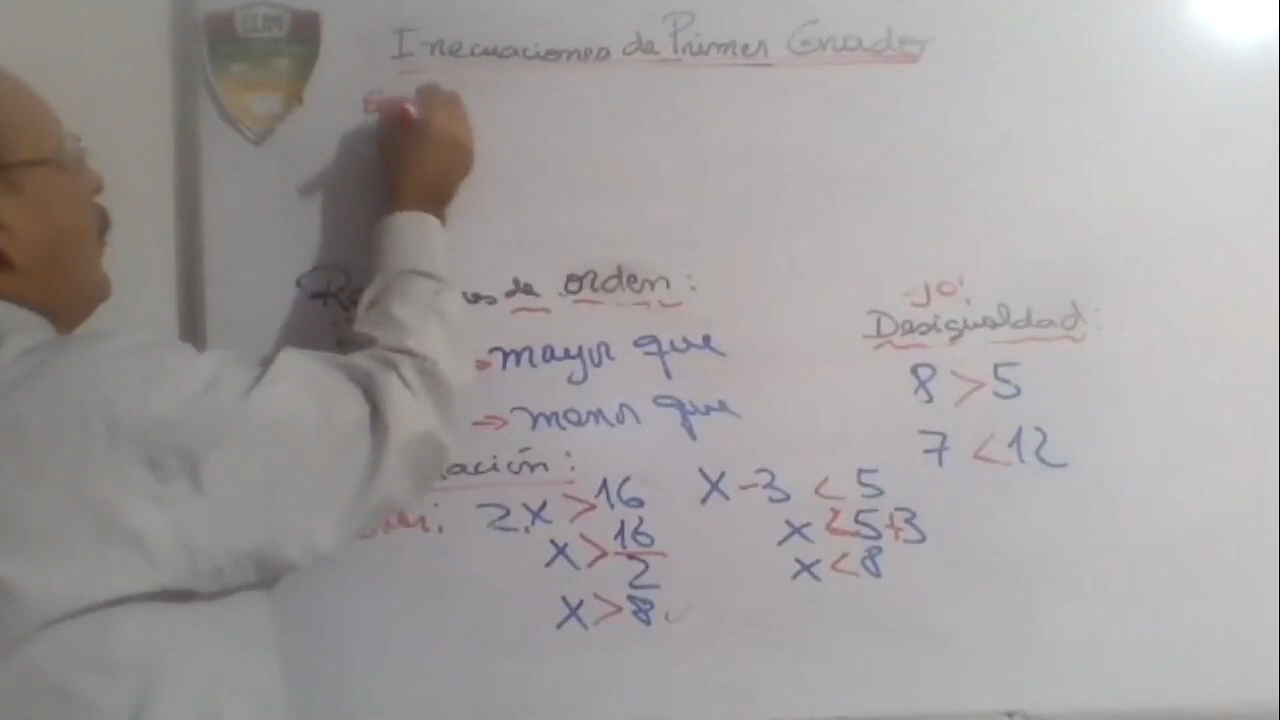 Inecuaciones de Primer Grado
de orden:
→ mayor que
→ menor que
ación:
2x > 16
x > 16/2
x > 8
x - 3 < 5
x < 5 + 3
x < 8
Desigualdad:
8 > 5
7 < 12